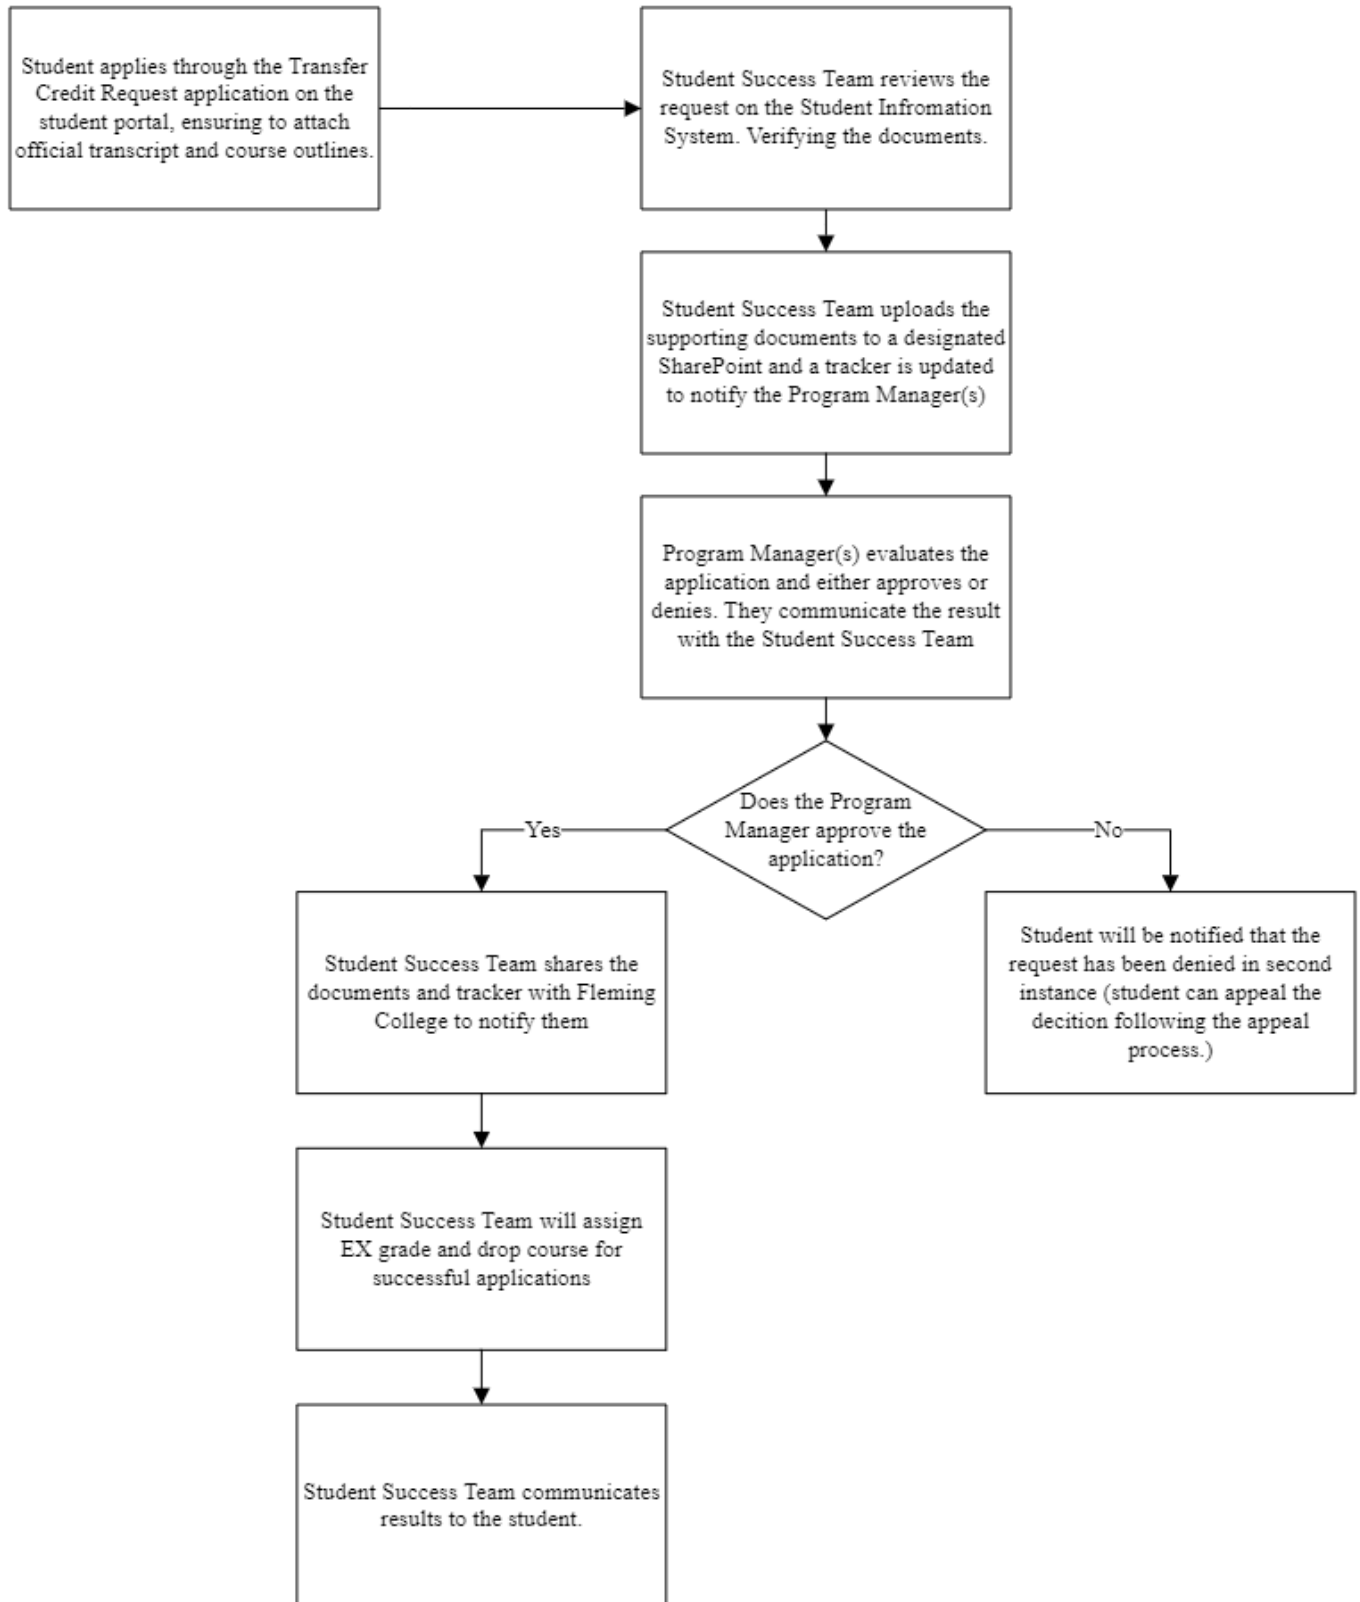 Student applies through the Transfer
Credit Request application on the
student portal, ensuring to attach
official transcript and course outlines.
Student Success Team reviews the
request on the Student Infromation
System. Verifying the documents.
Student Success Team uploads the
supporting documents to a designated
SharePoint and a tracker is updated
to notify the Program Manager(s)
Program Manager(s) evaluates the
application and either approves or
denies. They communicate the result
with the Student Success Team
Does the Program
Manager approve the
application?
Yes
No
Student Success Team shares the
documents and tracker with Fleming
College to notify them
Student will be notified that the
request has been denied in second
instance (student can appeal the
decition following the appeal
process.)
Student Success Team will assign
EX grade and drop course for
successful applications
Student Success Team communicates
results to the student.